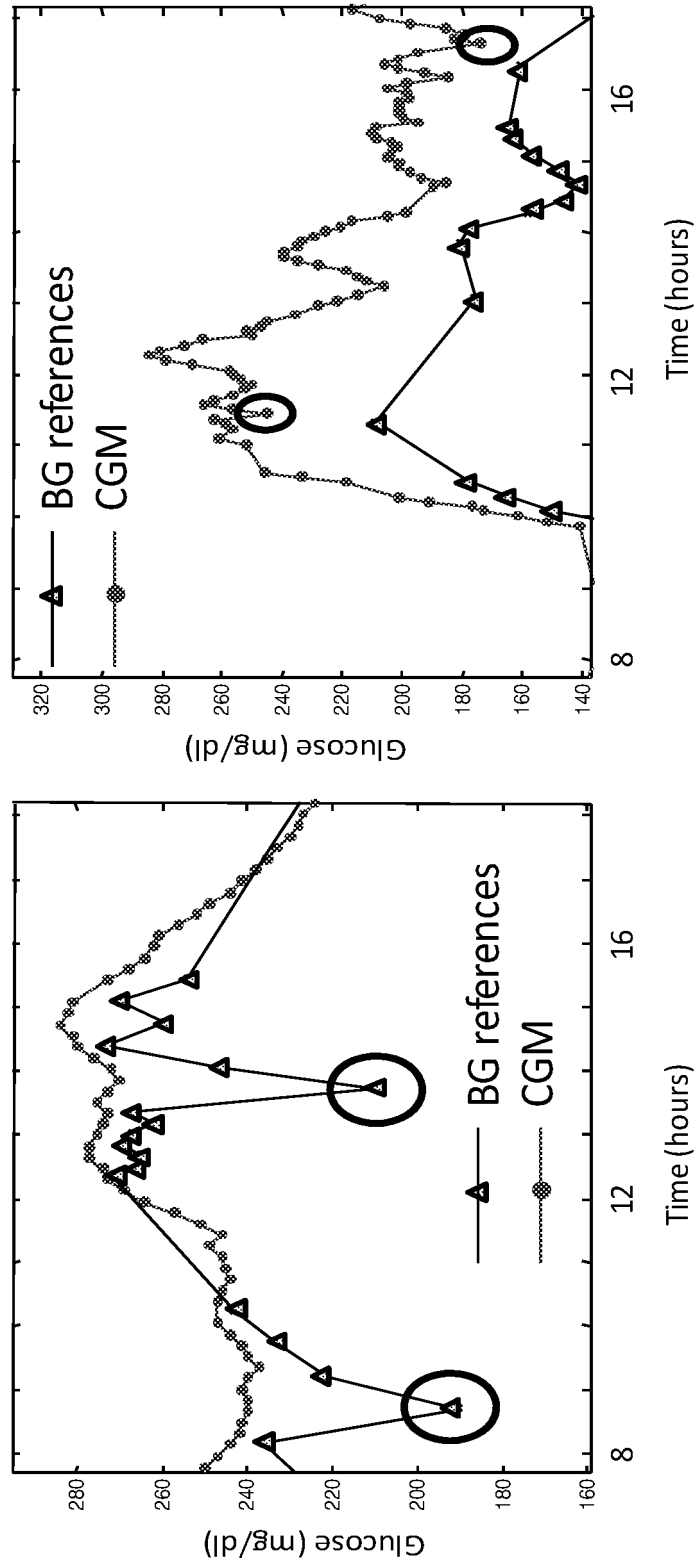 Glucose (mg/dl)
280
260
240
220
200
180
160
8
12
16
Time (hours)
BG references
CGM
Glucose (mg/dl)
320
300
280
260
240
220
200
180
160
140
8
12
16
Time (hours)
BG references
CGM